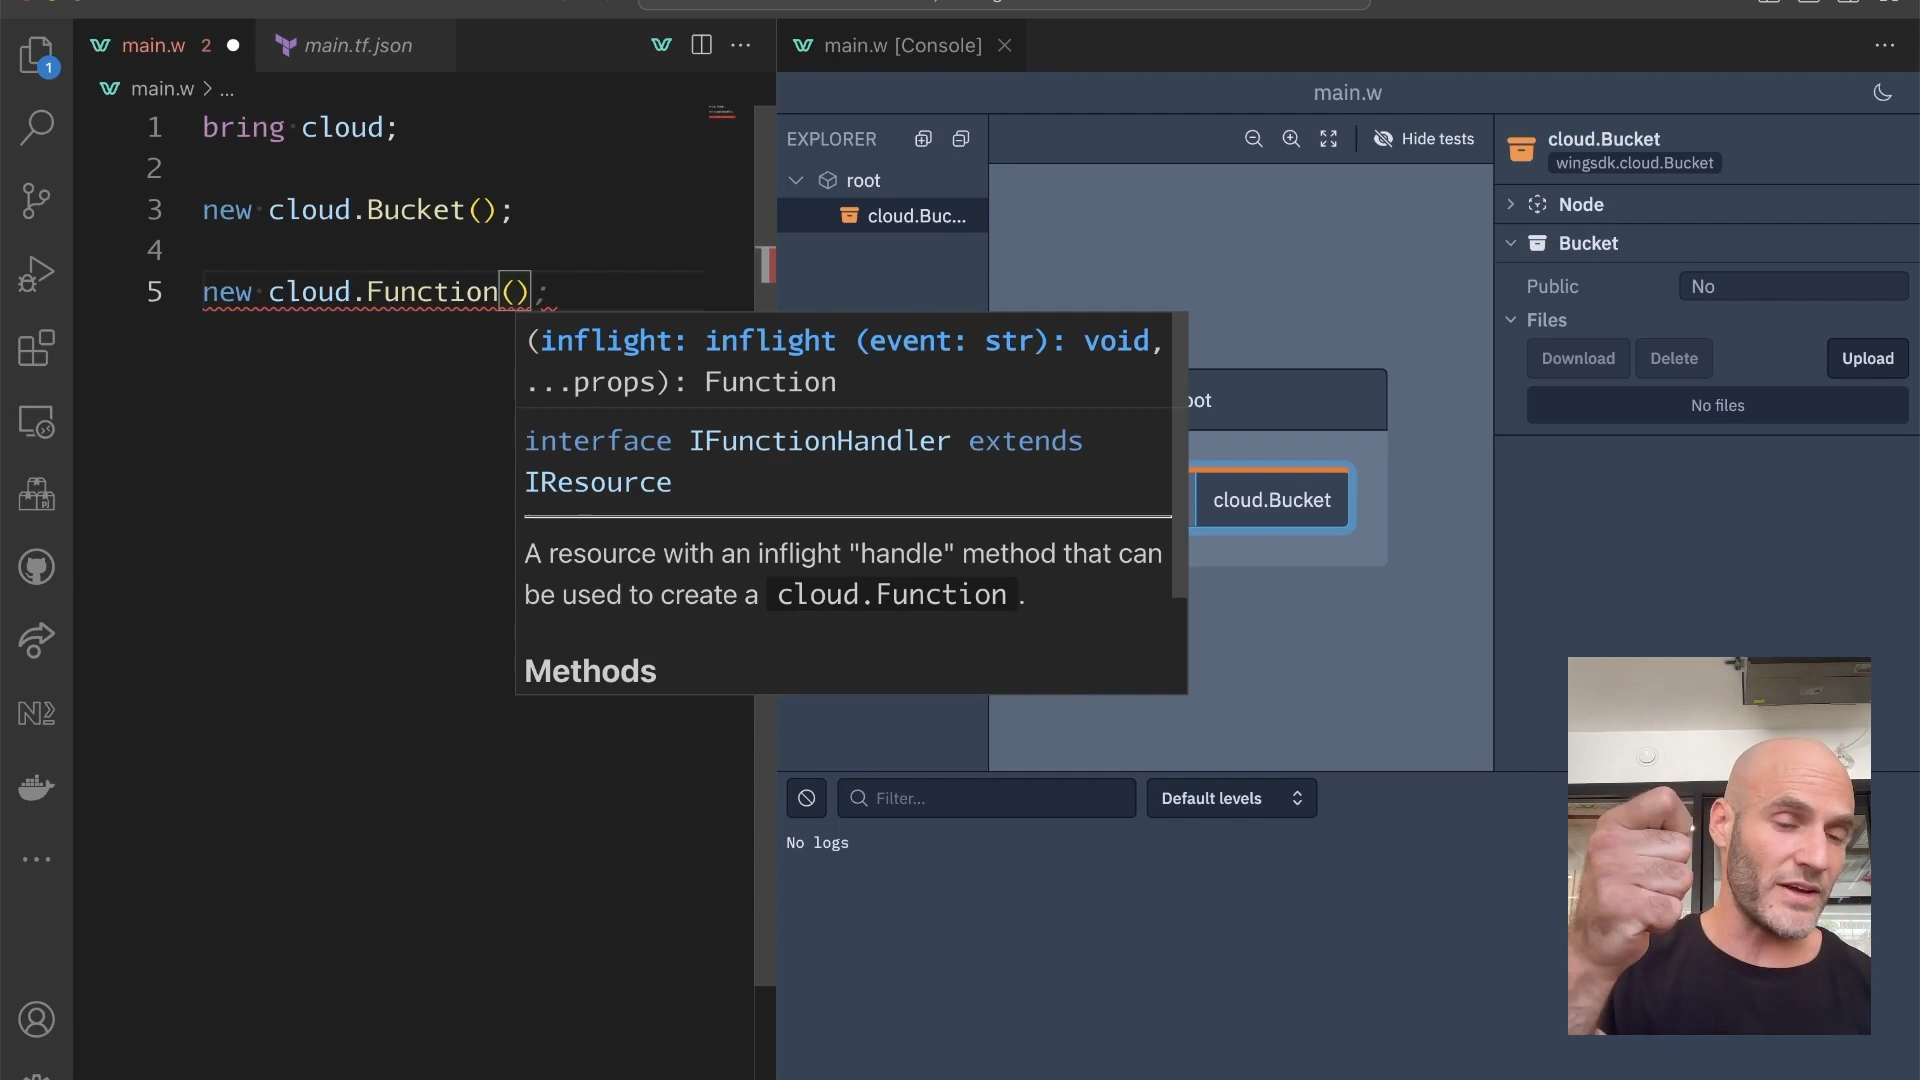 main.w 2
main.tf.json
main.w [Console]
1
main.w > ...
1 bring cloud;
2
3 new cloud.Bucket();
4
5 new cloud.Function();
(inflight: inflight (event: str): void,
...props): Function
interface IFunctionHandler extends
IResource
A resource with an inflight "handle" method that can
be used to create a cloud.Function.
Methods
main.w
EXPLORER
root
cloud.Buc...
Hide tests
oot
cloud.Bucket
cloud.Bucket
wingsdk.cloud.Bucket
Node
Bucket
Public No
Files
Download Delete Upload
No files
Filter...
Default levels
No logs